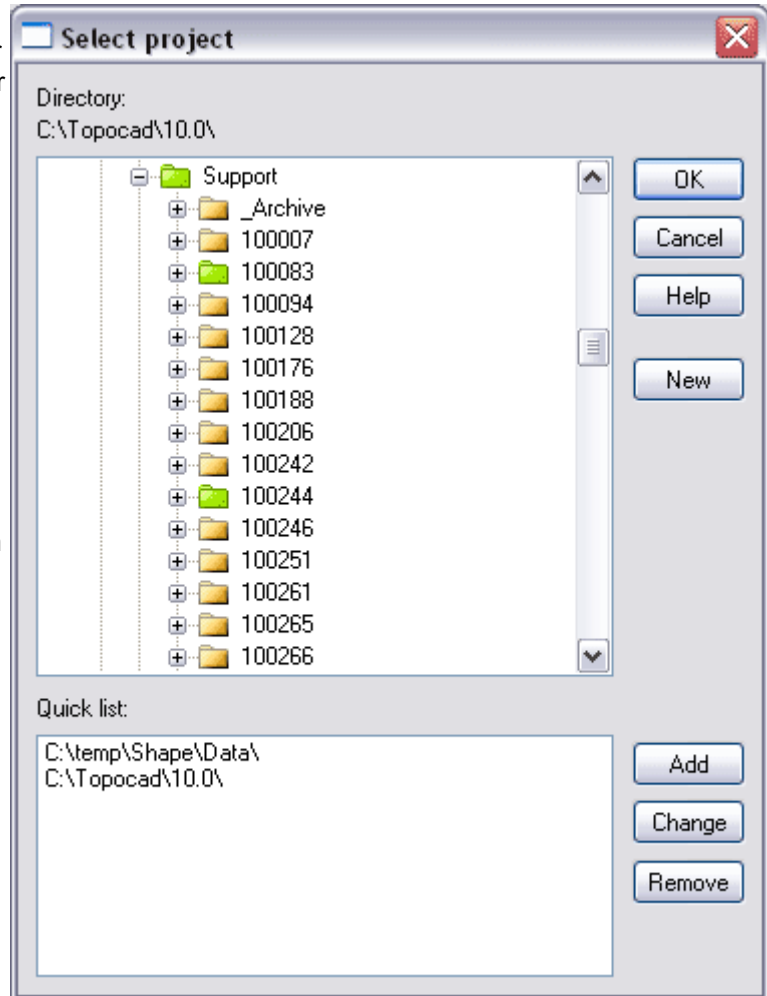 Select project
r
Directory:
C:\Topocad\10.0\
Support
_Archive
100007
100083
100094
100128
100176
100188
100206
100242
100244
100246
100251
100261
100265
100266
OK
Cancel
Help
New
Quick list:
C:\temp\Shape\Data\
C:\Topocad\10.0\
Add
Change
Remove